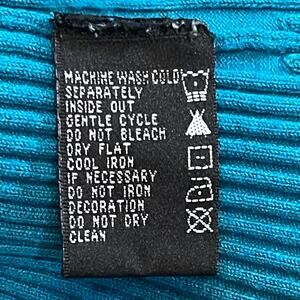 MACHINE WASH COLD
SEPARATELY
INSIDE OUT
GENTLE CYCLE
DO NOT BLEACH
DRY FLAT
COOL IRON
IF NECESSARY
DO NOT IRON
DECORATION
DO NOT DRY
CLEAN